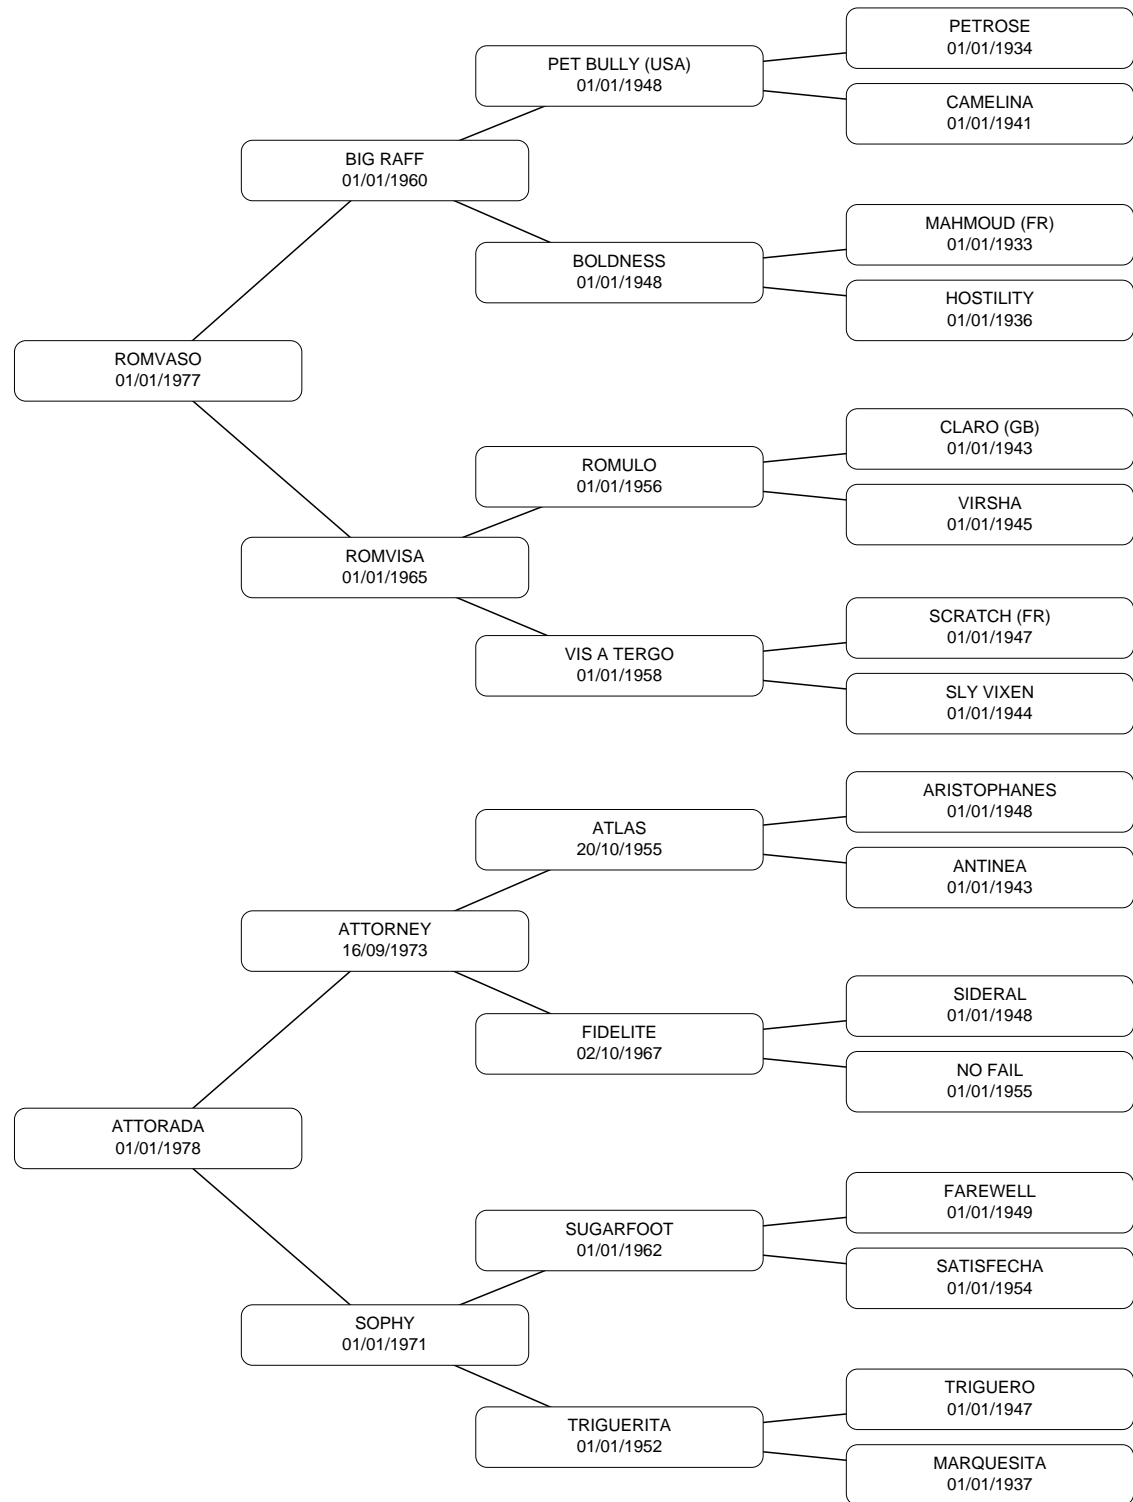 PETROSE
01/01/1934
PET BULLY (USA)
01/01/1948
CAMELINA
01/01/1941
BIG RAFF
01/01/1960
MAHMOUD (FR)
01/01/1933
BOLDNESS
01/01/1948
HOSTILITY
01/01/1936
ROMVASO
01/01/1977
CLARO (GB)
01/01/1943
ROMULO
01/01/1956
VIRSHA
01/01/1945
ROMVISA
01/01/1965
SCRATCH (FR)
01/01/1947
VIS A TERGO
01/01/1958
SLY VIXEN
01/01/1944
ARISTOPHANES
01/01/1948
ATLAS
20/10/1955
ANTINEA
01/01/1943
ATTORNEY
16/09/1973
SIDERAL
01/01/1948
FIDELITE
02/10/1967
NO FAIL
01/01/1955
ATTORADA
01/01/1978
FAREWELL
01/01/1949
SUGARFOOT
01/01/1962
SATISFECHA
01/01/1954
SOPHY
01/01/1971
TRIGUERO
01/01/1947
TRIGUERITA
01/01/1952
MARQUESITA
01/01/1937